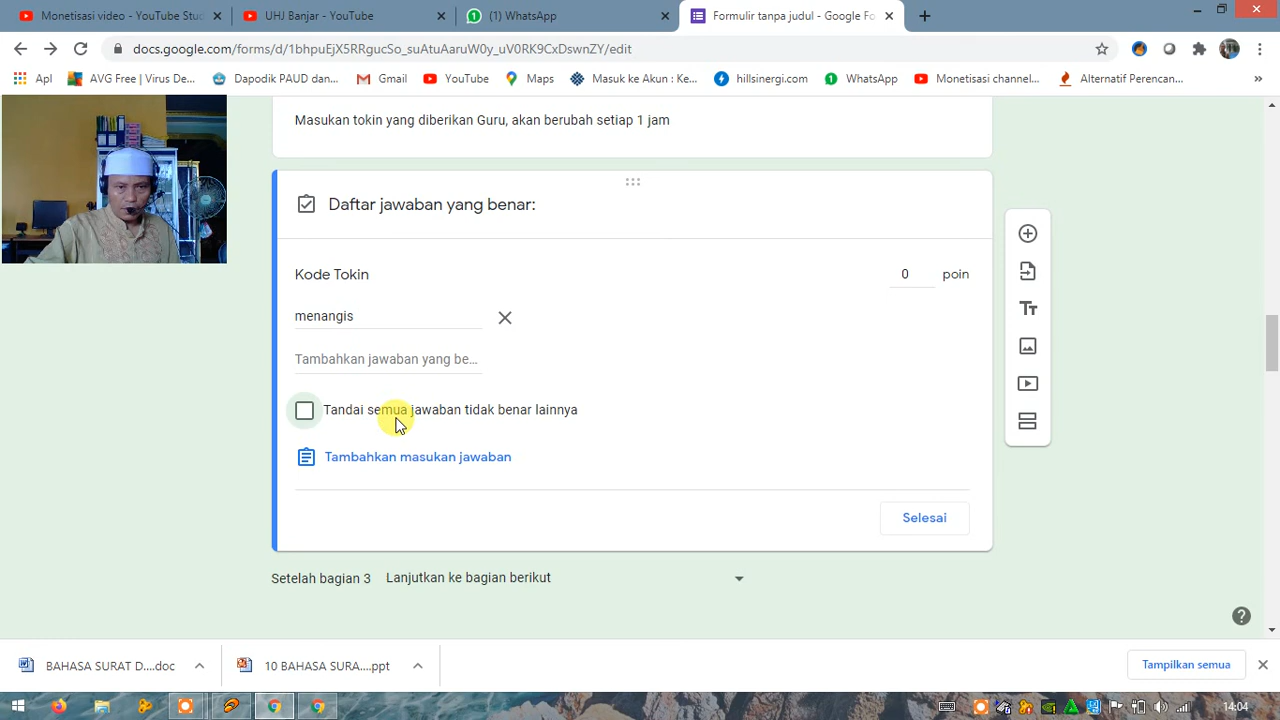 Monetisasi video - YouTube Stud
UHJ Banjar - YouTube
(1) WhatsApp
Formulir tanpa judul - Google Fo
docs.google.com/forms/d/1bhpuEjX5RRgucSo_suAtuAaruW0y_uV0RK9CxDswnZY/edit
Apl
AVG Free | Virus De...
Dapodik PAUD dan...
Gmail
YouTube
Maps
Masuk ke Akun : Ke...
hillsinergi.com
WhatsApp
Monetisasi channel...
Alternatif Perencan...
»
Masukan tokin yang diberikan Guru, akan berubah setiap 1 jam
Daftar jawaban yang benar:
Kode Tokin
0 poin
menangis
Tambahkan jawaban yang be...
Tandai semua jawaban tidak benar lainnya
Tambahkan masukan jawaban
Selesai
Setelah bagian 3 Lanjutkan ke bagian berikut
BAHASA SURAT D....doc
10 BAHASA SURA....ppt
Tampilkan semua
14:04